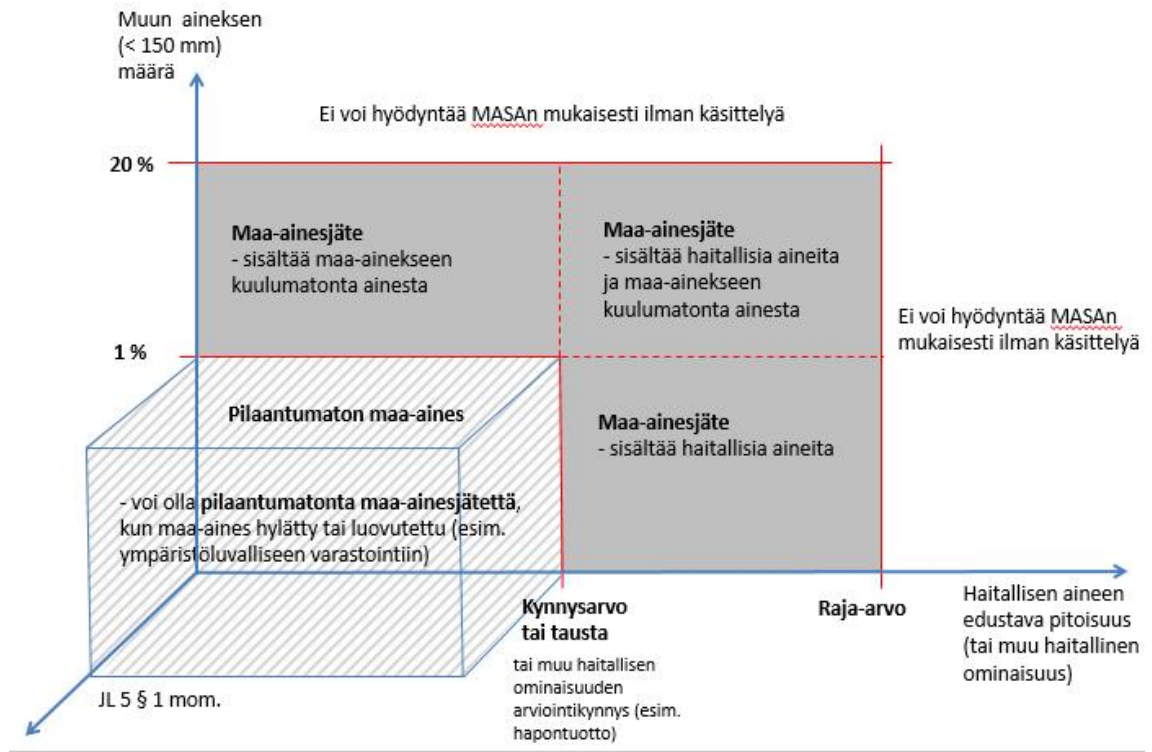 Muun aineksen
(< 150 mm)
määrä
Ei voi hyödyntää MASAn mukaisesti ilman käsittelyä
20 %
Maa-ainesjäte
- sisältää maa-ainekseen
kuulumatonta ainesta
Maa-ainesjäte
- sisältää haitallisia aineita
ja maa-ainekseen
kuulumatonta ainesta
Ei voi hyödyntää MASAn
mukaisesti ilman käsittelyä
1 %
Pilaantumaton maa-aines
- voi olla pilaantumatonta maa-ainesjätettä,
kun maa-aines hylätty tai luovutettu (esim.
ympäristöluvalliseen varastointiin)
Maa-ainesjäte
- sisältää haitallisia aineita
Kynnysarvo
tai tausta
tai muu haitallisen
ominaisuuden
arviointikynnys (esim.
hapontuotto)
Raja-arvo
Haitallisen aineen
edustava pitoisuus
(tai muu haitallinen
ominaisuus)
JL 5 § 1 mom.